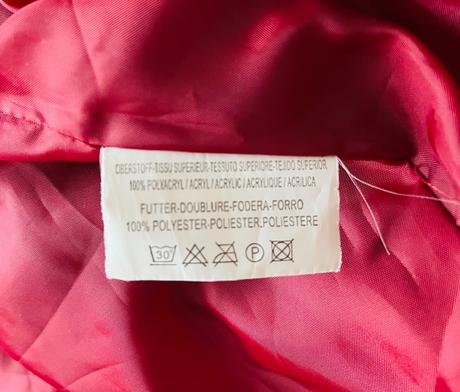 OBERSTOFF-TISSU SUPERIEUR-TESSUTO SUPERIORE-TEJIDO SUPERIOR
100% POLYACRYL / ACRYL / ACRYLIC / ACRYLIQUE / ACRILICA
FUTTER-DOUBLURE-FODERA-FORRO
100% POLYESTER-POLIESTER.POLIESTERE
30° P